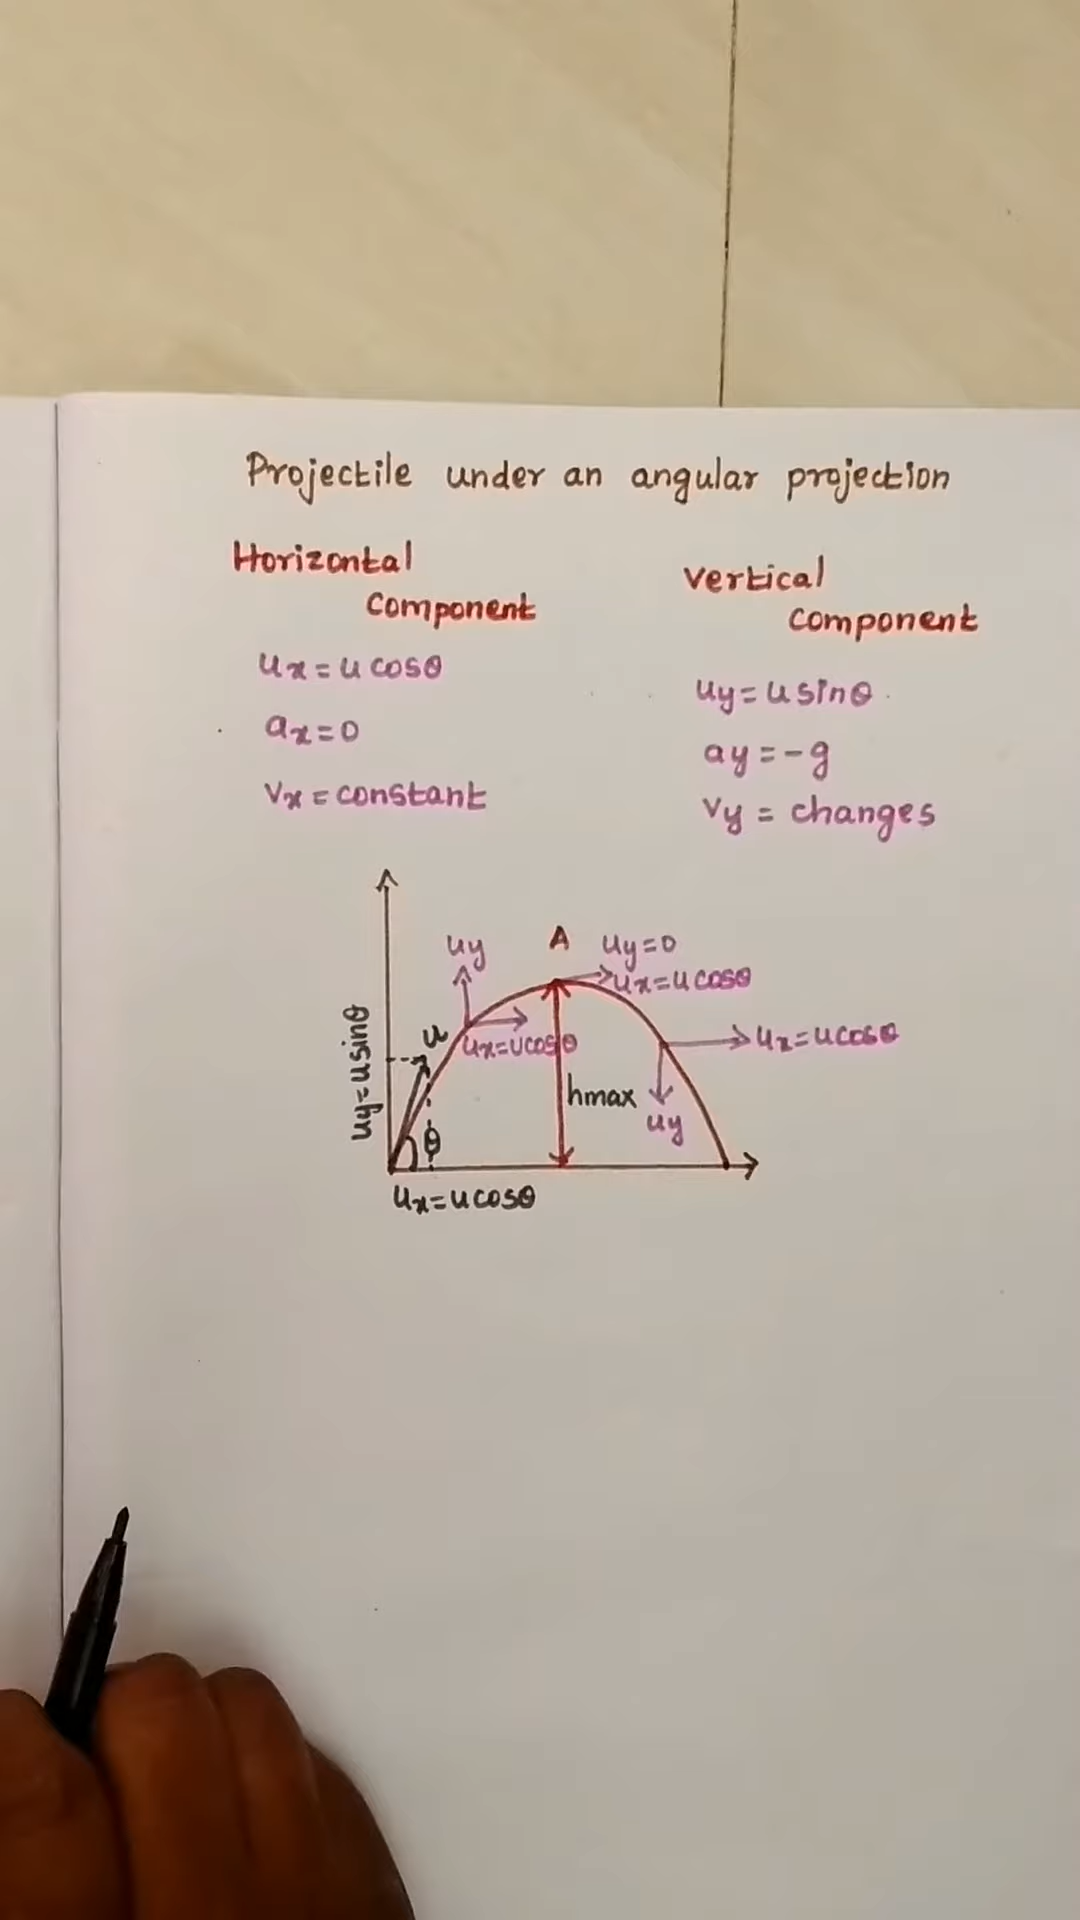 Projectile under an angular projection
Horizontal
component
ux = u cosθ
ax = 0
Vx = constant
vertical
component
uy = u sinθ
ay = -g
Vy = changes
uy
A
uy=0
ux=ucosθ
u
ux=ucosθ
ux=ucosθ
uy=usinθ
hmax
uy
θ
ux=ucosθ